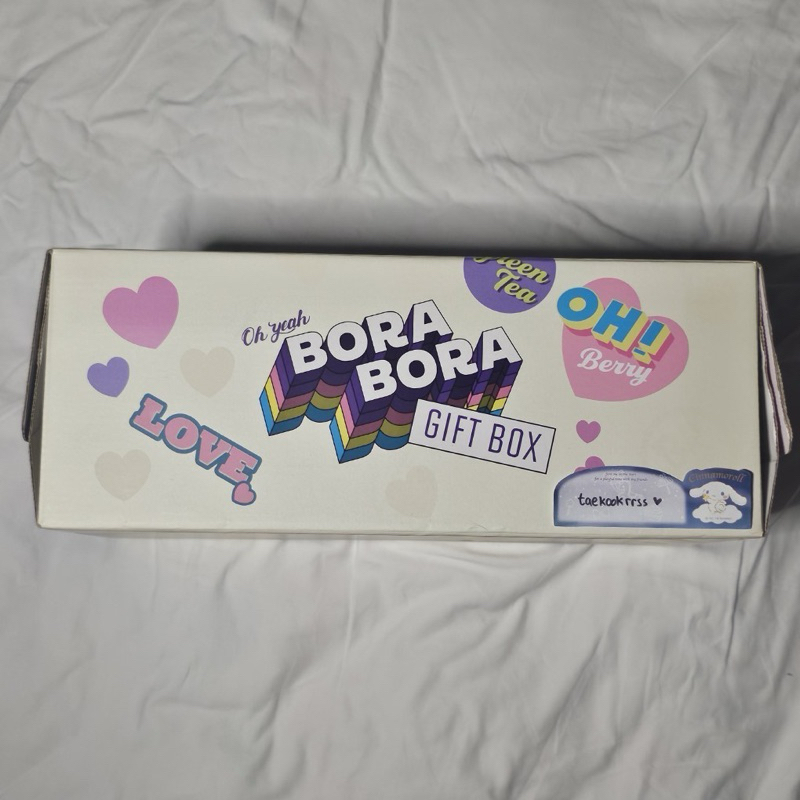 Green
Tea
Oh yeah
BORA
BORA
GIFT BOX
OH!
Berry
LOVE
Cinnamoroll
taekookrrss ♥